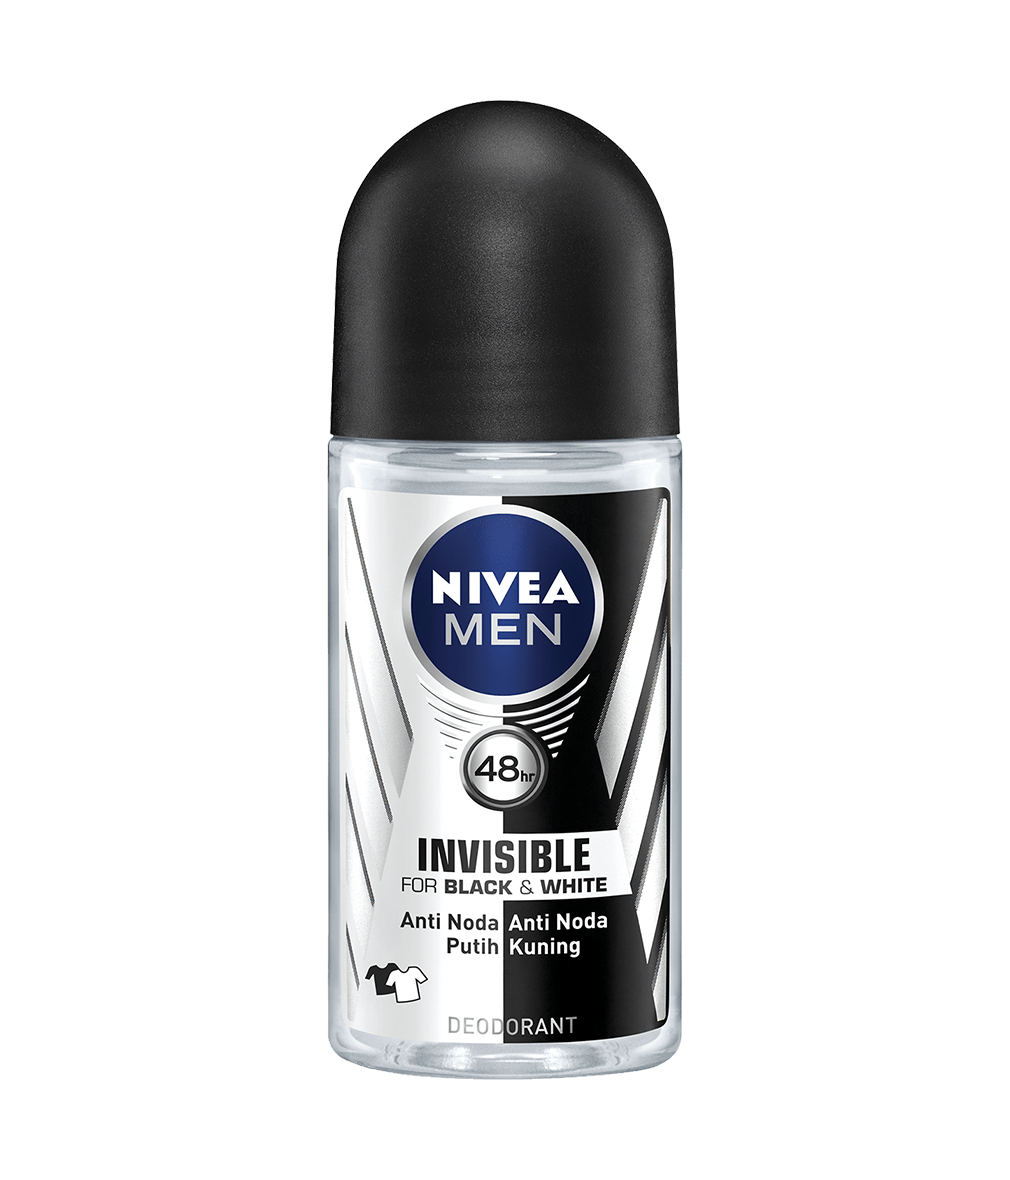 NIVEA
MEN
48hr
INVISIBLE
FOR BLACK & WHITE
Anti Noda Anti Noda
Putih Kuning
DEODORANT